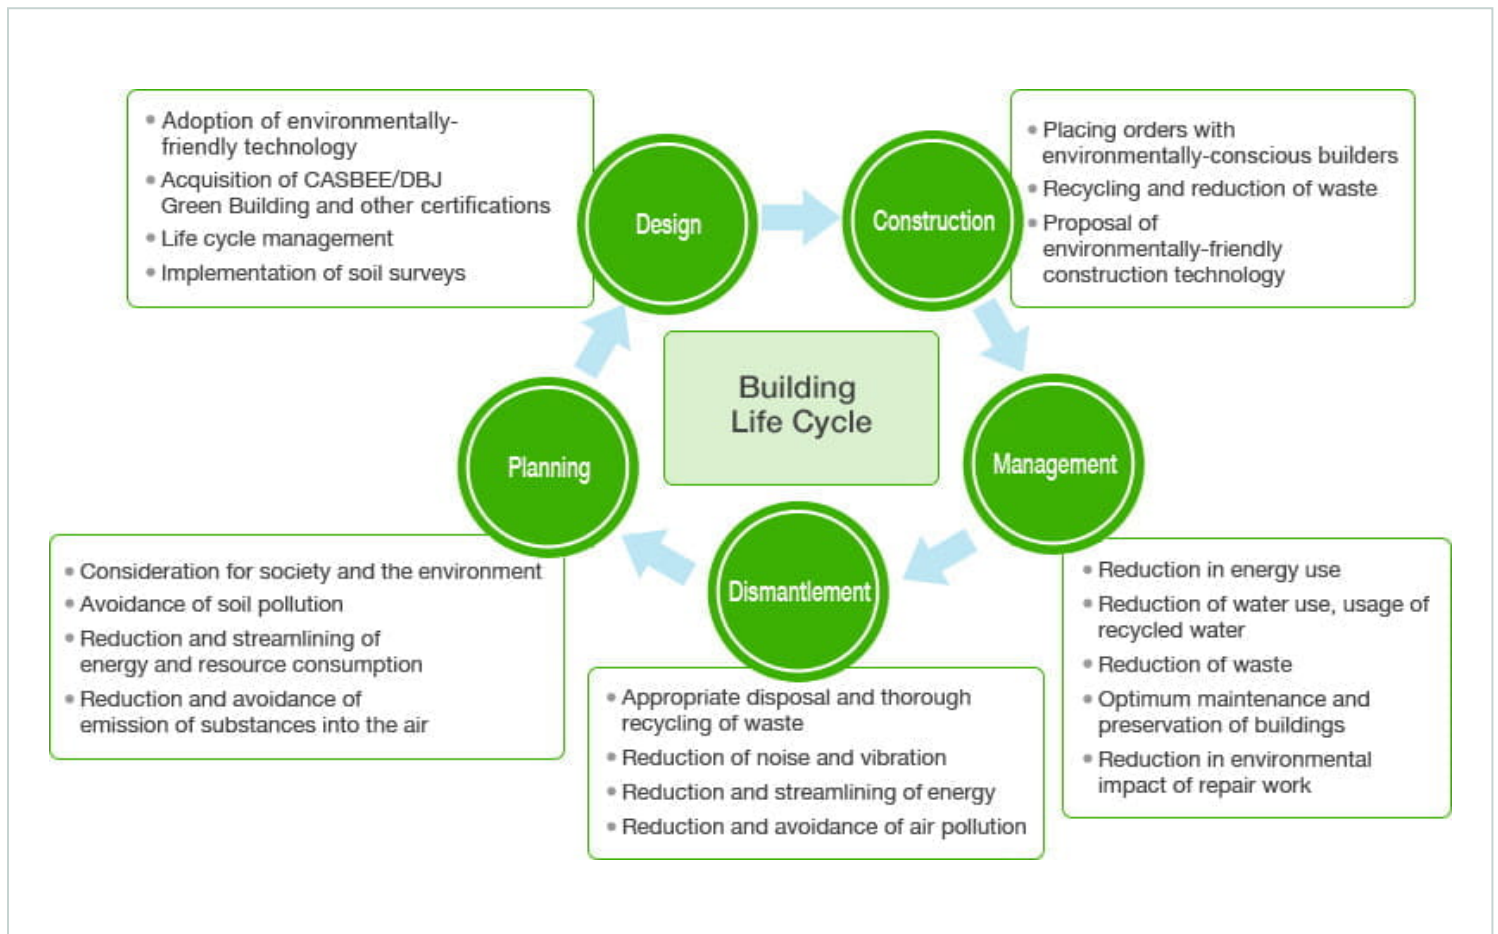 • Adoption of environmentally-
friendly technology
• Acquisition of CASBEE/DBJ
Green Building and other certifications
• Life cycle management
• Implementation of soil surveys
Design
Construction
• Placing orders with
environmentally-conscious builders
• Recycling and reduction of waste
• Proposal of
environmentally-friendly
construction technology
Building
Life Cycle
Planning
Management
Dismantlement
• Consideration for society and the environment
• Avoidance of soil pollution
• Reduction and streamlining of
energy and resource consumption
• Reduction and avoidance of
emission of substances into the air
• Appropriate disposal and thorough
recycling of waste
• Reduction of noise and vibration
• Reduction and streamlining of energy
• Reduction and avoidance of air pollution
• Reduction in energy use
• Reduction of water use, usage of
recycled water
• Reduction of waste
• Optimum maintenance and
preservation of buildings
• Reduction in environmental
impact of repair work